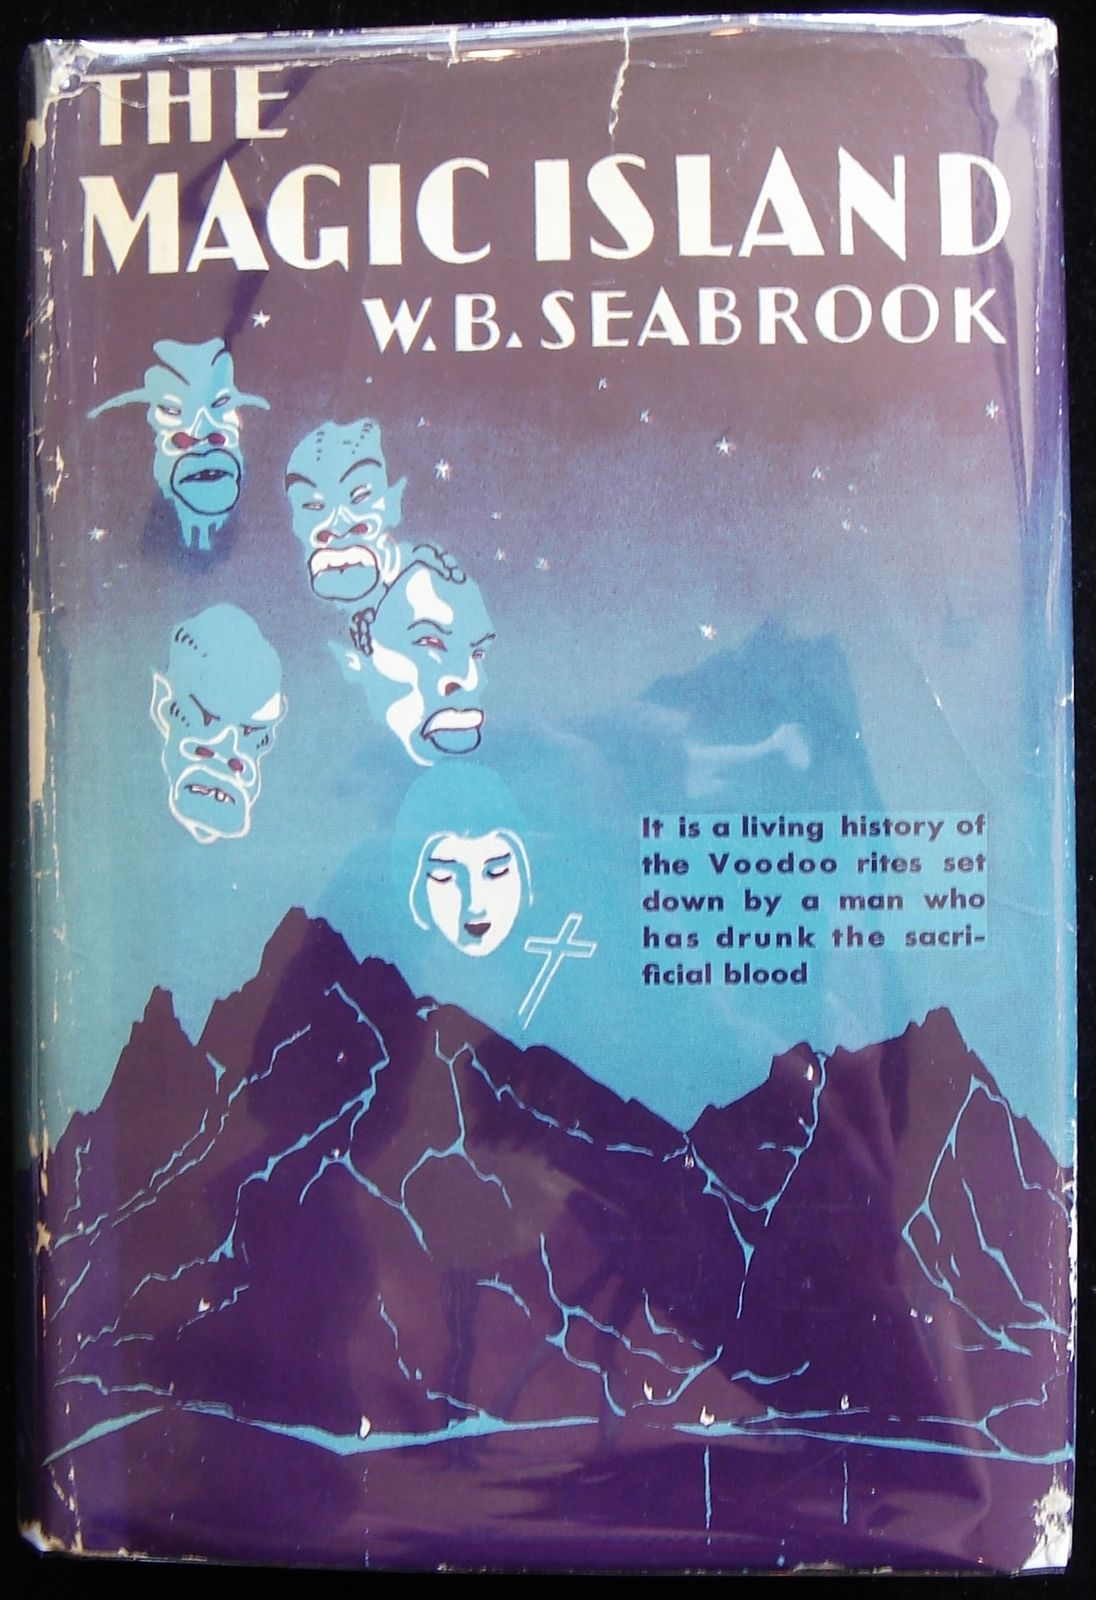 THE
MAGIC ISLAND
W.B. SEABROOK
It is a living history of
the Voodoo rites set
down by a man who
has drunk the sacri-
ficial blood